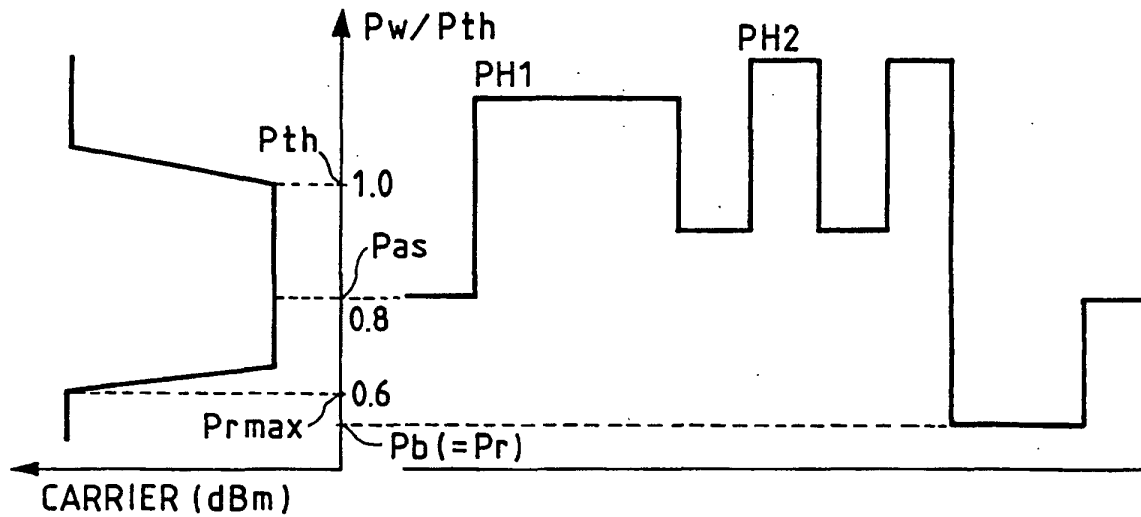 Pw/Pth
PH1
PH2
Pth
1.0
Pas
0.8
0.6
Prmax
Pb(=Pr)
CARRIER (dBm)